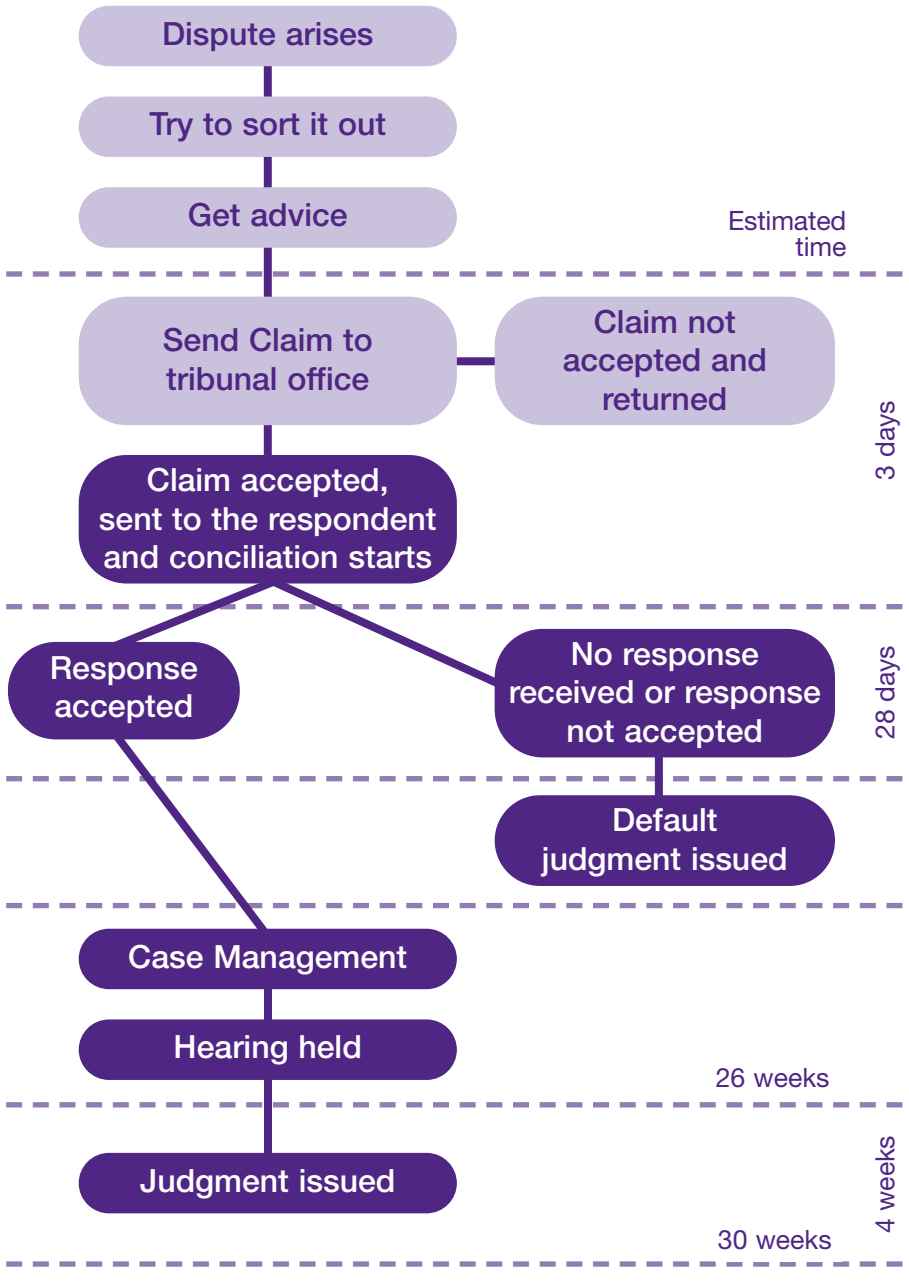 Dispute arises
Try to sort it out
Get advice
Estimated
time
Send Claim to
tribunal office
Claim not
accepted and
returned
3 days
Claim accepted,
sent to the respondent
and conciliation starts
Response
accepted
No response
received or response
not accepted
28 days
Default
judgment issued
Case Management
Hearing held
26 weeks
Judgment issued
4 weeks
30 weeks